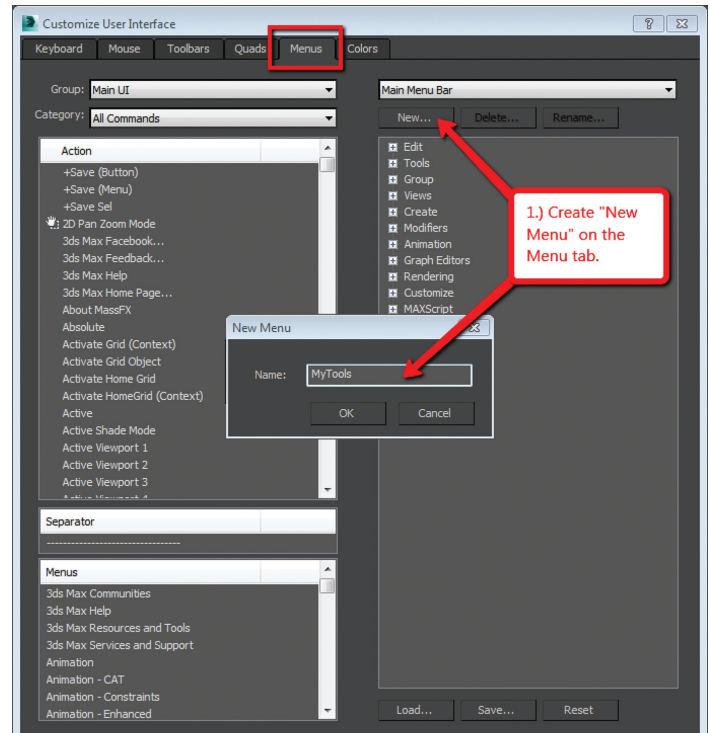 Customize User Interface
Keyboard Mouse Toolbars Quads Menus Colors
Group: Main UI
Category: All Commands
Action
+Save (Button)
+Save (Menu)
+Save Sel
2D Pan Zoom Mode
3ds Max Facebook...
3ds Max Feedback...
3ds Max Help
3ds Max Home Page...
About MassFX
Absolute
Activate Grid (Context)
Activate Grid Object
Activate Home Grid
Activate HomeGrid (Context)
Active
Active Shade Mode
Active Viewport 1
Active Viewport 2
Active Viewport 3
Active Viewport 4
Separator
---------------------------------
Menus
3ds Max Communities
3ds Max Help
3ds Max Resources and Tools
3ds Max Services and Support
Animation
Animation - CAT
Animation - Constraints
Animation - Enhanced
Main Menu Bar
New... Delete... Rename...
Edit
Tools
Group
Views
Create
Modifiers
Animation
Graph Editors
Rendering
Customize
MAXScript
1.) Create "New
Menu" on the
Menu tab.
New Menu
Name: MyTools
OK Cancel
Load... Save... Reset